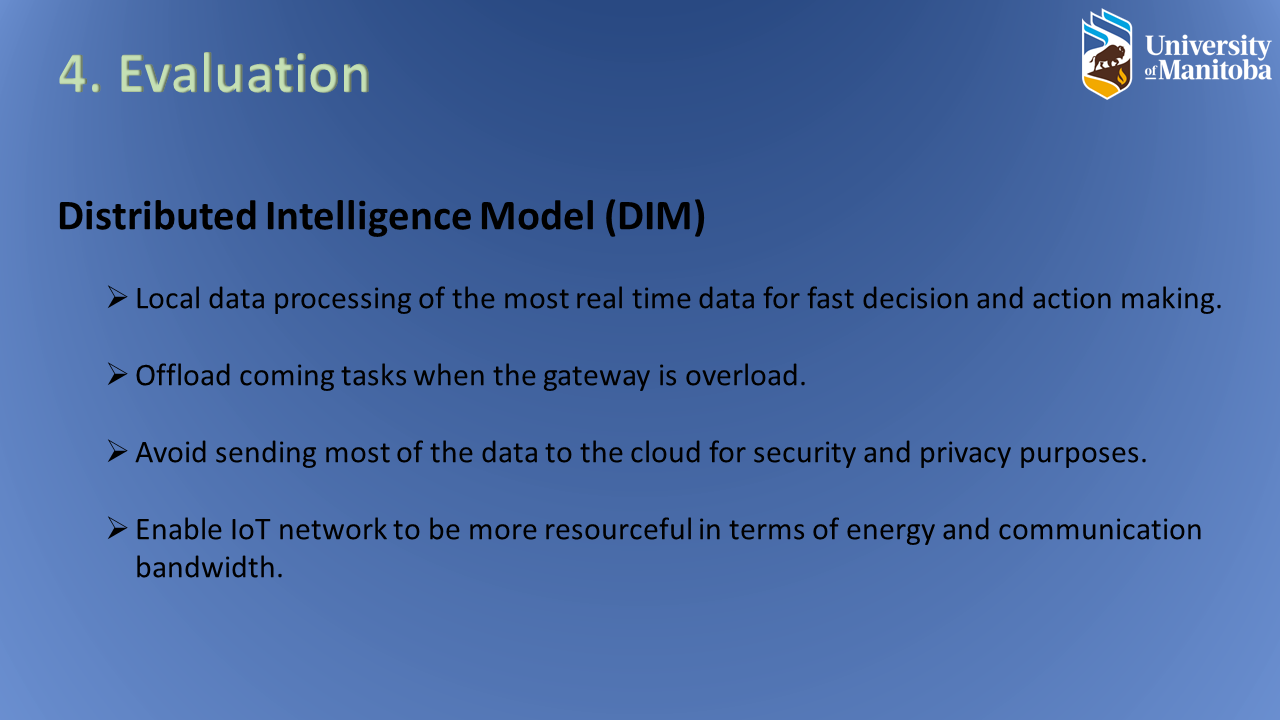 4. Evaluation
University
of Manitoba
Distributed Intelligence Model (DIM)
➢ Local data processing of the most real time data for fast decision and action making.
➢ Offload coming tasks when the gateway is overload.
➢ Avoid sending most of the data to the cloud for security and privacy purposes.
➢ Enable IoT network to be more resourceful in terms of energy and communication
bandwidth.